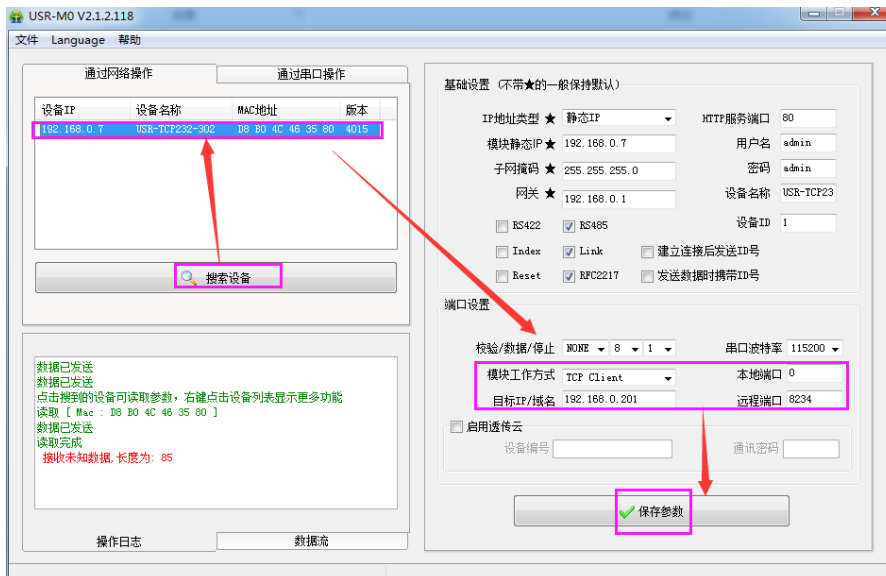 USR-M0 V2.1.2.118
文件 Language 帮助
通过网络操作 通过串口操作
设备IP 设备名称 MAC地址 版本
192.168.0.7 USR-TCP232-302 D8 B0 4C 46 35 80 4015
搜索设备
数据已发送
数据已发送
点击搜到的设备可读取参数，右键点击设备列表显示更多功能
读取 [ Mac : D8 B0 4C 46 35 80 ]
数据已发送
读取完成
接收未知数据,长度为: 85
操作日志 数据流
基础设置 (不带★的一般保持默认)
IP地址类型 ★ 静态IP HTTP服务端口 80
模块静态IP★ 192.168.0.7 用户名 admin
子网掩码 ★ 255.255.255.0 密码 admin
网关 ★ 192.168.0.1 设备名称 USR-TCP23
RS422 RS485 设备ID 1
Index Link 建立连接后发送ID号
Reset RFC2217 发送数据时携带ID号
端口设置
校验/数据/停止 NONE 8 1 串口波特率 115200
模块工作方式 TCP Client 本地端口 0
目标IP/域名 192.168.0.201 远程端口 8234
启用透传云
设备编号 通讯密码
保存参数